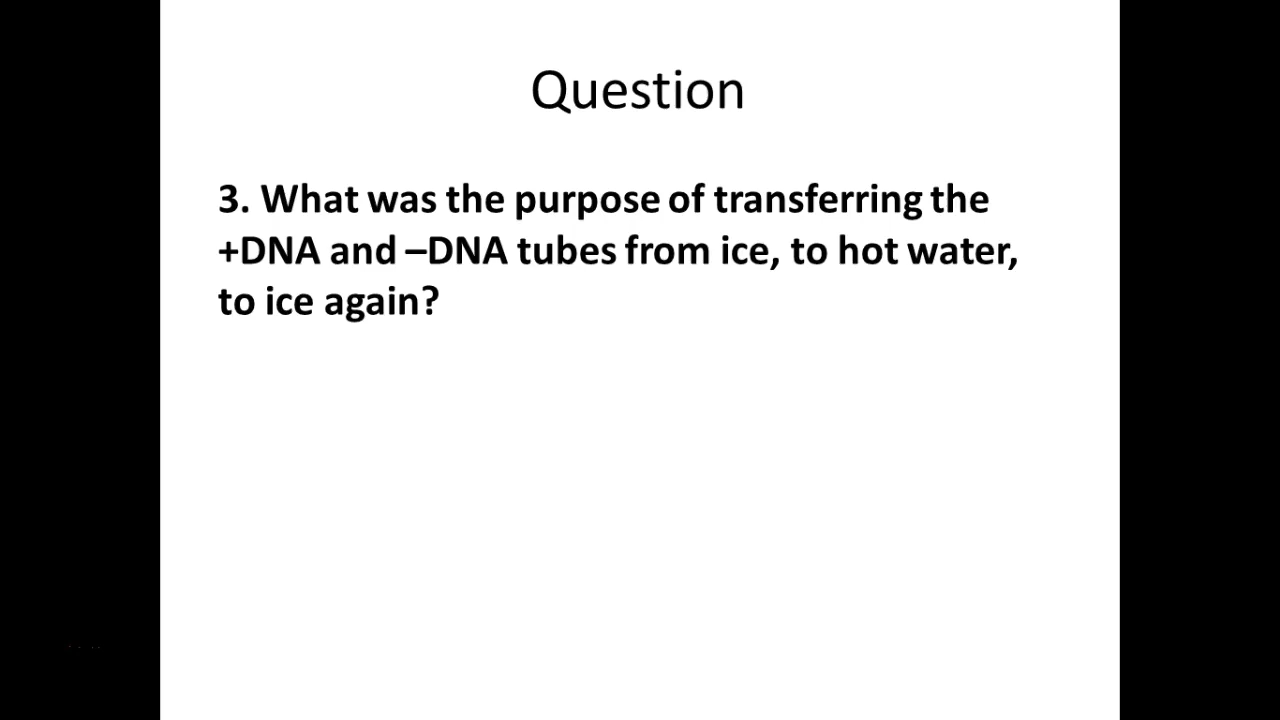 Question
3. What was the purpose of transferring the
+DNA and –DNA tubes from ice, to hot water,
to ice again?